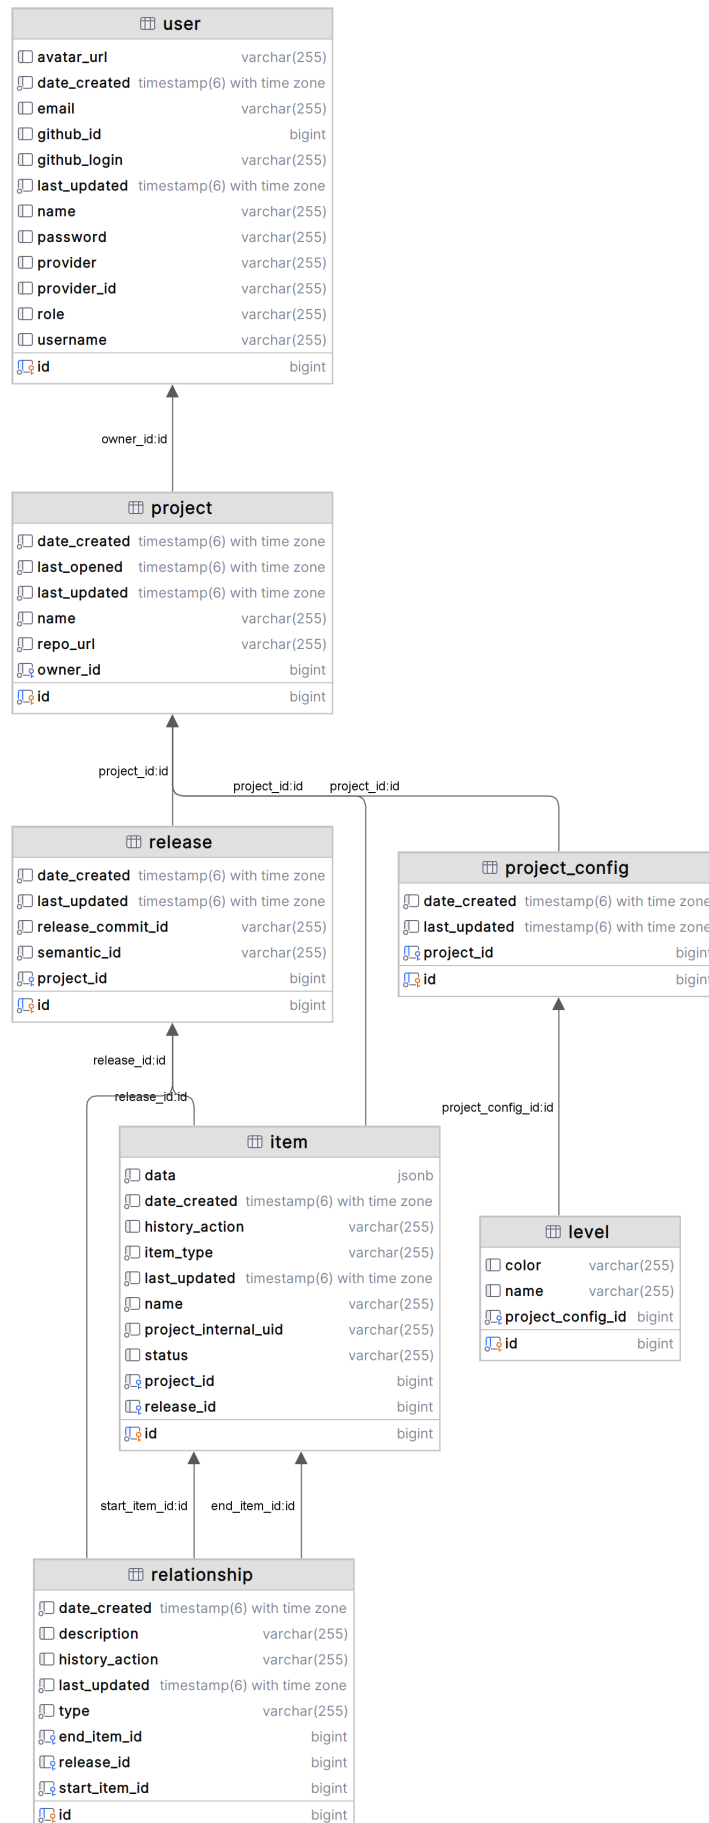 user
avatar_url varchar(255)
date_created timestamp(6) with time zone
email varchar(255)
github_id bigint
github_login varchar(255)
last_updated timestamp(6) with time zone
name varchar(255)
password varchar(255)
provider varchar(255)
provider_id varchar(255)
role varchar(255)
username varchar(255)
id bigint
owner_id:id
project
date_created timestamp(6) with time zone
last_opened timestamp(6) with time zone
last_updated timestamp(6) with time zone
name varchar(255)
repo_url varchar(255)
owner_id bigint
id bigint
project_id:id
project_id:id
project_id:id
release
date_created timestamp(6) with time zone
last_updated timestamp(6) with time zone
release_commit_id varchar(255)
semantic_id varchar(255)
project_id bigint
id bigint
project_config
date_created timestamp(6) with time zone
last_updated timestamp(6) with time zone
project_id bigint
id bigint
release_id:id
release_id:id
project_config_id:id
item
data jsonb
date_created timestamp(6) with time zone
history_action varchar(255)
item_type varchar(255)
last_updated timestamp(6) with time zone
name varchar(255)
project_internal_uid varchar(255)
status varchar(255)
project_id bigint
release_id bigint
id bigint
level
color varchar(255)
name varchar(255)
project_config_id bigint
id bigint
start_item_id:id
end_item_id:id
relationship
date_created timestamp(6) with time zone
description varchar(255)
history_action varchar(255)
last_updated timestamp(6) with time zone
type varchar(255)
end_item_id bigint
release_id bigint
start_item_id bigint
id bigint